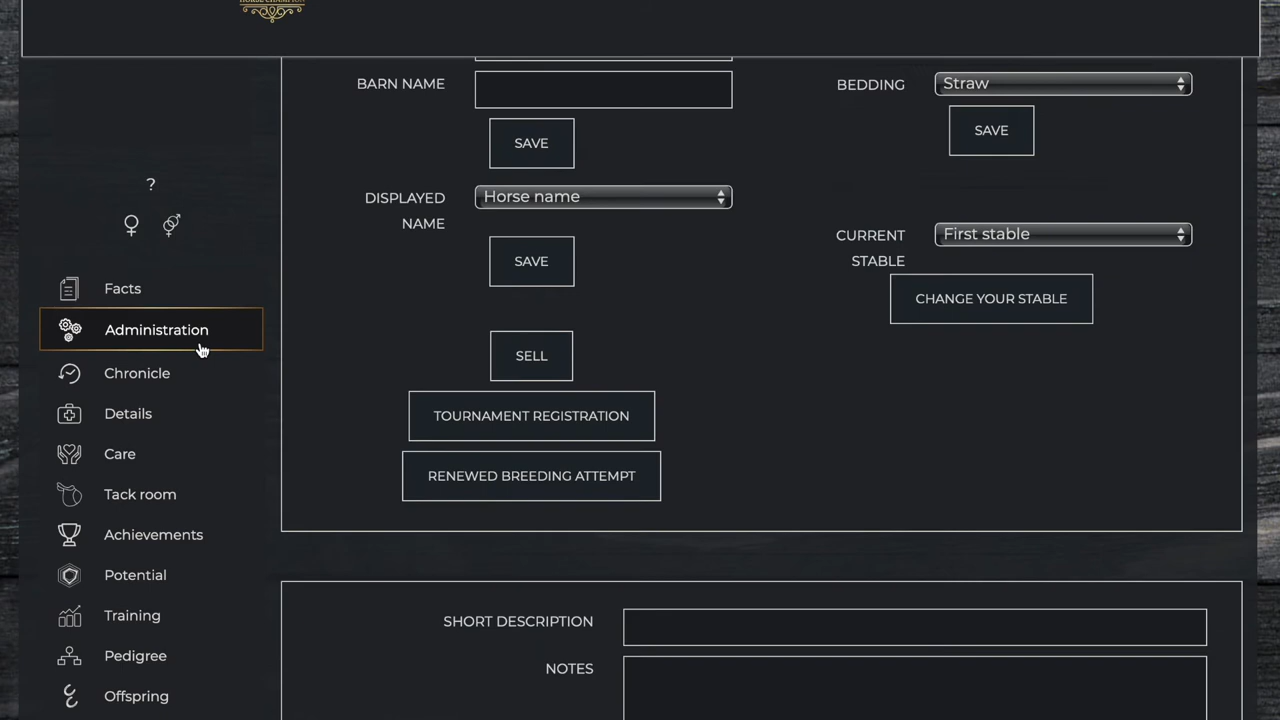 HORSE CHAMPION
BARN NAME
SAVE
DISPLAYED
NAME
Horse name
SAVE
SELL
TOURNAMENT REGISTRATION
RENEWED BREEDING ATTEMPT
BEDDING
Straw
SAVE
CURRENT
STABLE
First stable
CHANGE YOUR STABLE
?
Facts
Administration
Chronicle
Details
Care
Tack room
Achievements
Potential
Training
Pedigree
Offspring
SHORT DESCRIPTION
NOTES